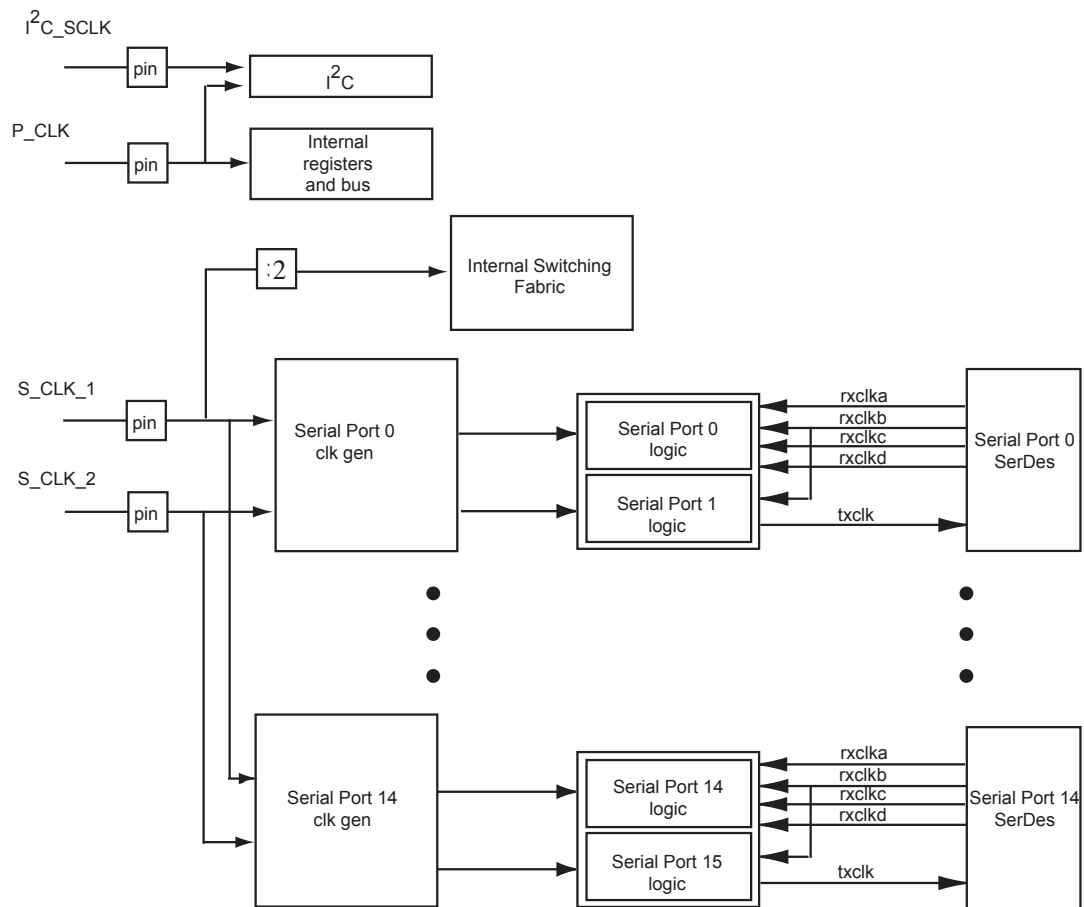 I²C_SCLK
pin
I²C
P_CLK
pin
Internal
registers
and bus
:2
Internal Switching
Fabric
S_CLK_1
pin
S_CLK_2
pin
Serial Port 0
clk gen
Serial Port 0
logic
Serial Port 1
logic
rxclka
rxclkb
rxclkc
rxclkd
txclk
Serial Port 0
SerDes
Serial Port 14
clk gen
Serial Port 14
logic
Serial Port 15
logic
rxclka
rxclkb
rxclkc
rxclkd
txclk
Serial Port 14
SerDes